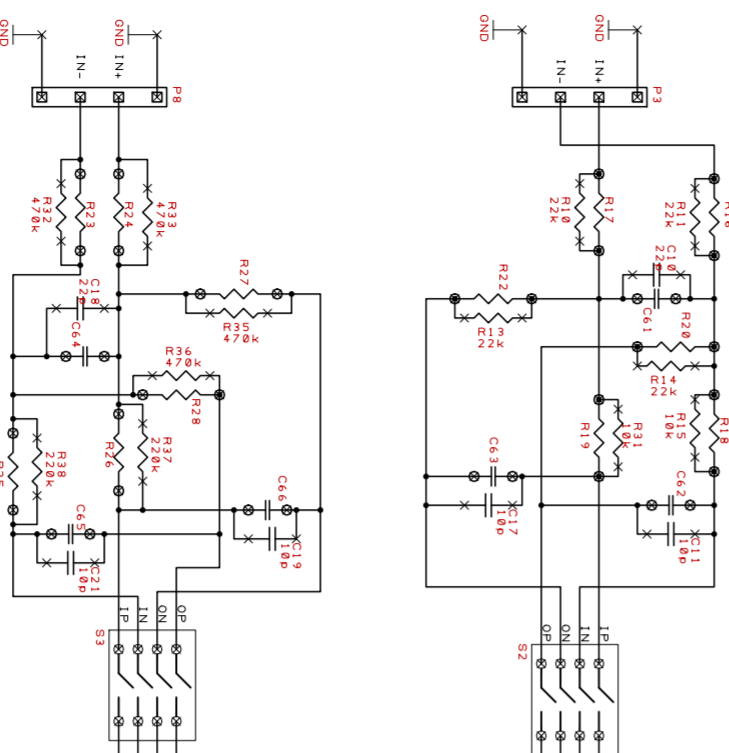 GND
GND
IN-
IN+
P8
R32
470k
R23
R24
R33
470k
R27
R35
470k
C18
22p
C64
R36
470k
R28
R26
R37
220k
R38
220k
C65
C21
10p
C66
C19
10p
IP
IN
ON
OP
S3
GND
GND
IN-
IN+
P3
R10
22k
R17
R11
22k
C10
22p
C61
R22
R13
22k
R20
R14
22k
R19
R31
10k
R15
10k
R18
C63
C17
10p
C62
C11
10p
OP
ON
IN
IP
S2